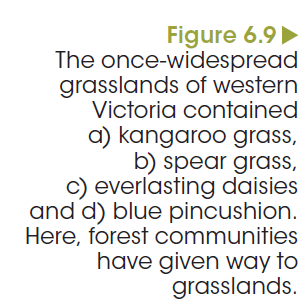 Figure 6.9 ▶
The once-widespread
grasslands of western
Victoria contained
a) kangaroo grass,
b) spear grass,
c) everlasting daisies
and d) blue pincushion.
Here, forest communities
have given way to
grasslands.